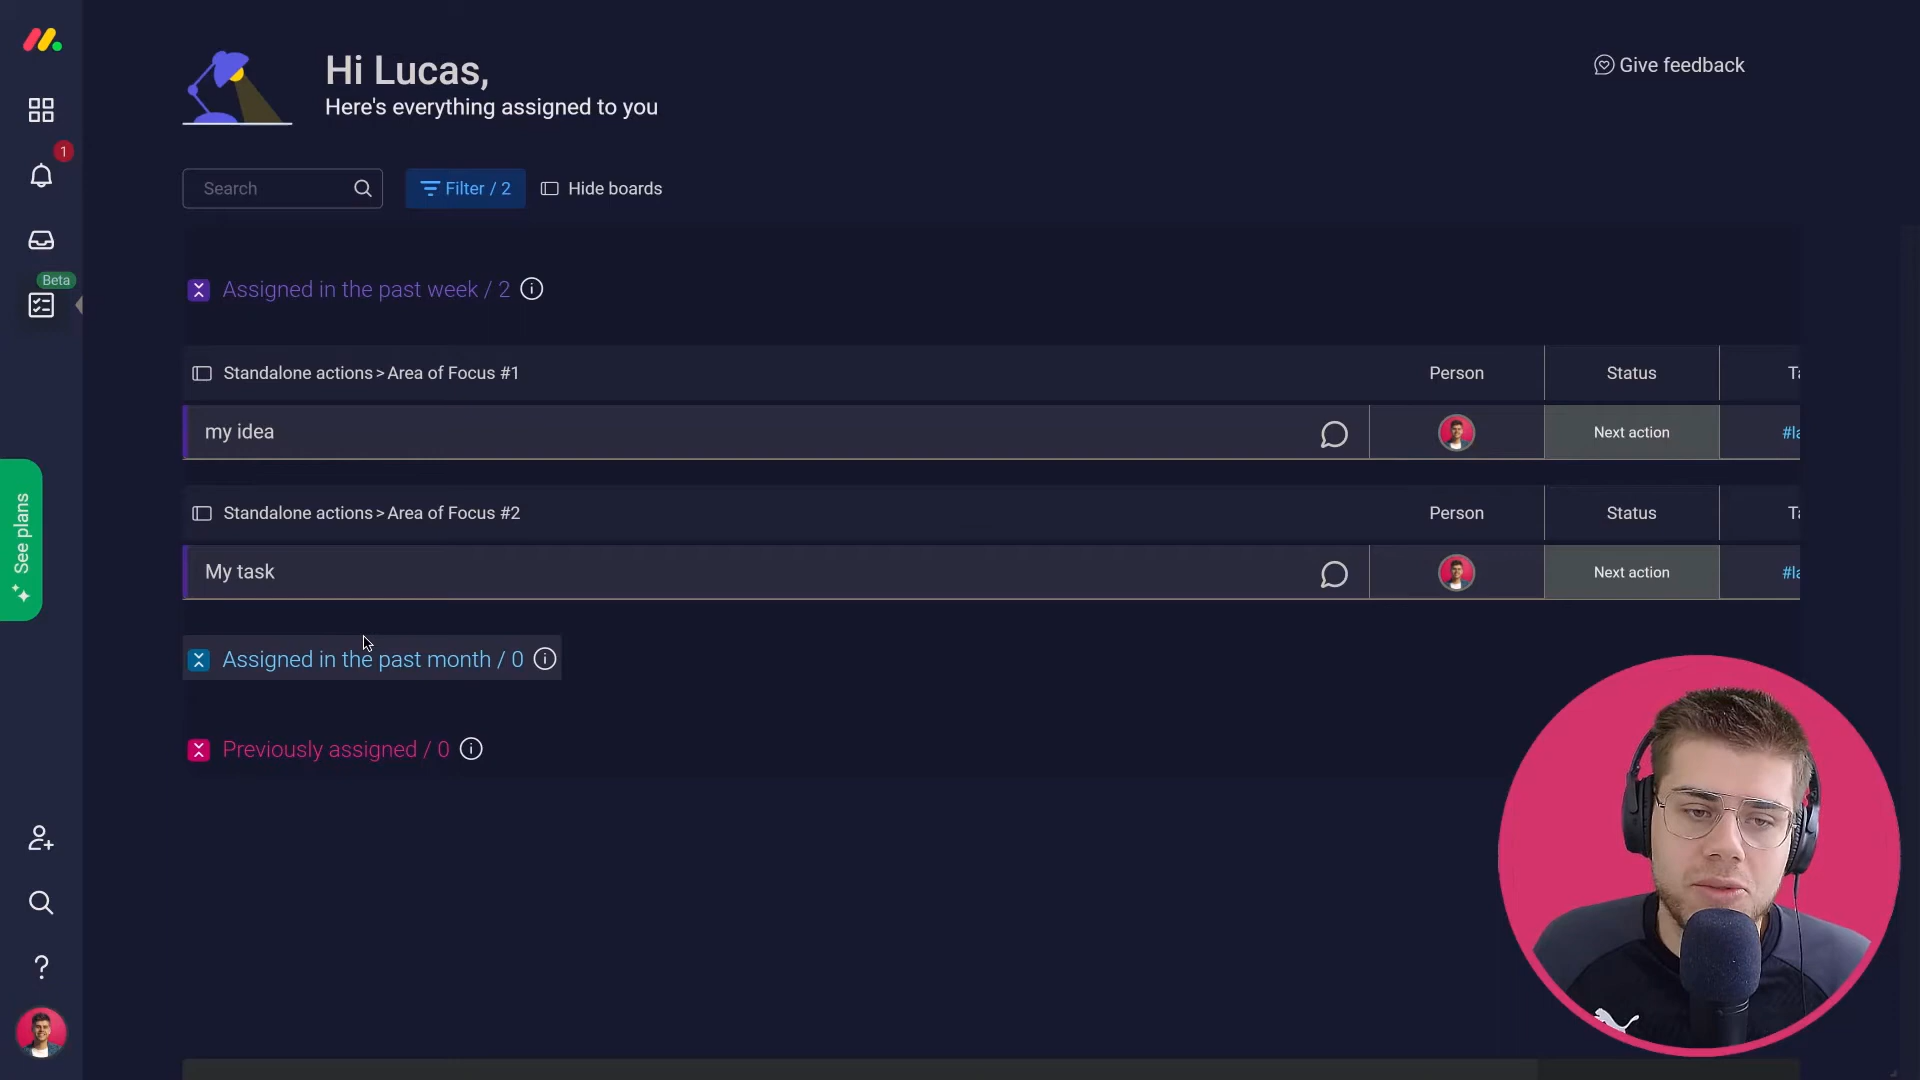 Hi Lucas,
Here's everything assigned to you
Give feedback
1
Search
Filter / 2
Hide boards
Beta
Assigned in the past week / 2
Standalone actions > Area of Focus #1
Person
Status
my idea
Next action
Standalone actions > Area of Focus #2
Person
Status
My task
Next action
See plans
Assigned in the past month / 0
Previously assigned / 0